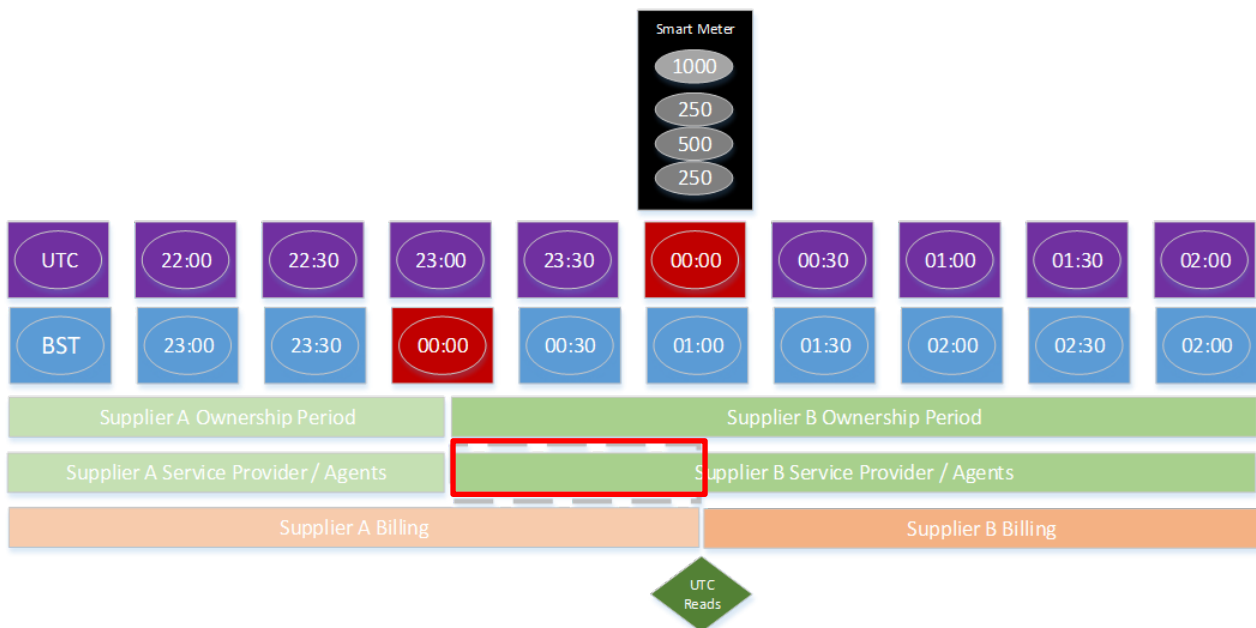 Smart Meter
1000
250
500
250
UTC 22:00 22:30 23:00 23:30 00:00 00:30 01:00 01:30 02:00
BST 23:00 23:30 00:00 00:30 01:00 01:30 02:00 02:30 02:00
Supplier A Ownership Period Supplier B Ownership Period
Supplier A Service Provider / Agents Supplier B Service Provider / Agents
Supplier A Billing Supplier B Billing
UTC
Reads